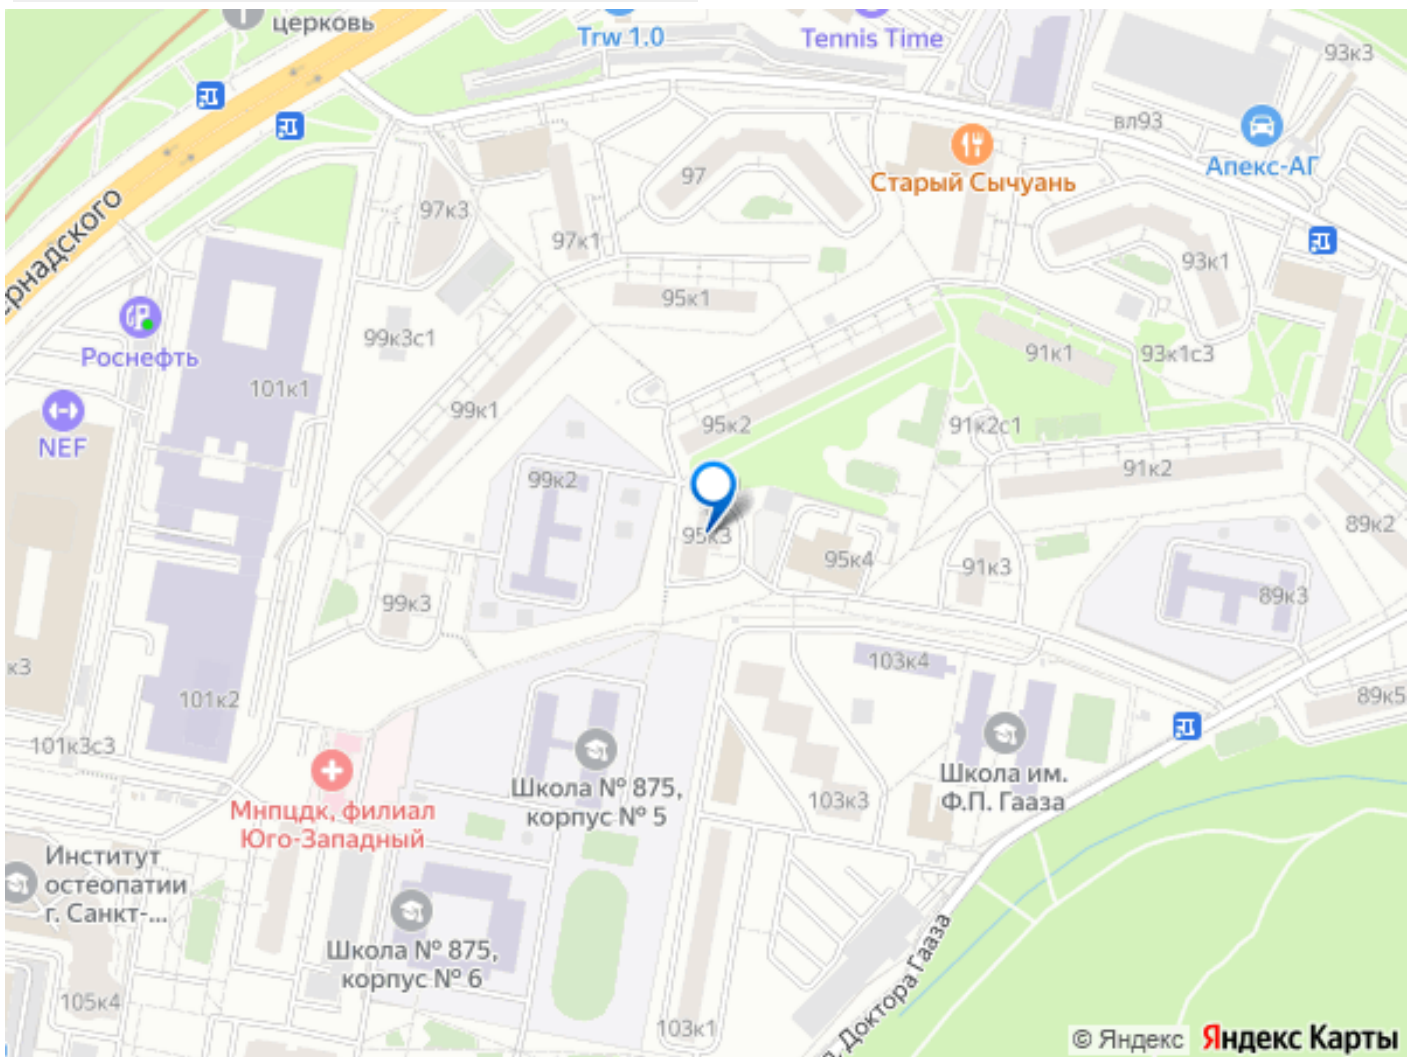 церковь
Trw 1.0
Tennis Time
93к3
вл93
Апекс-АГ
Старый Сычуань
97
97к3
97к1
93к1
ернадского
95к1
99к3с1
Роснефть
91к1
93к1с3
101к1
99к1
95к2
91к2с1
NEF
99к2
91к2
89к2
95к3
95к4
91к3
99к3
89к3
к3
103к4
101к2
89к5
101к3с3
Школа № 875,
корпус № 5
Школа им.
Ф.П. Гааза
103к3
Мнпцдк, филиал
Юго-Западный
Институт
остеопатии
г. Санкт-...
Школа № 875,
корпус № 6
105к4
103к1
Доктора Гааза
© Яндекс Яндекс Карты